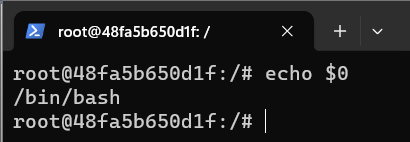 root@48fa5b650d1f: /
root@48fa5b650d1f:/# echo $0
/bin/bash
root@48fa5b650d1f:/#